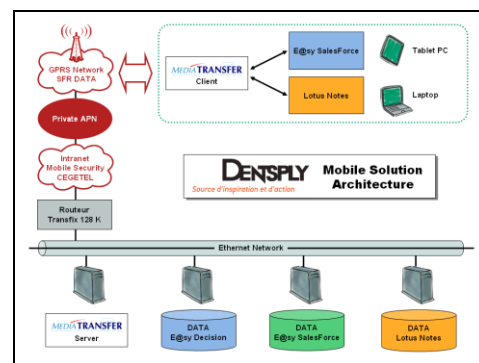 GPRS Network
SFR DATA
MEDIATRANSFER
Client
E@sy SalesForce
Lotus Notes
Tablet PC
Laptop
Private APN
Intranet
Mobile Security
CEGETEL
DENTSPLY
Source d'inspiration et d'action
Mobile Solution
Architecture
Routeur
Transfix 128 K
Ethernet Network
MEDIATRANSFER
Server
DATA
E@sy Decision
DATA
E@sy SalesForce
DATA
Lotus Notes